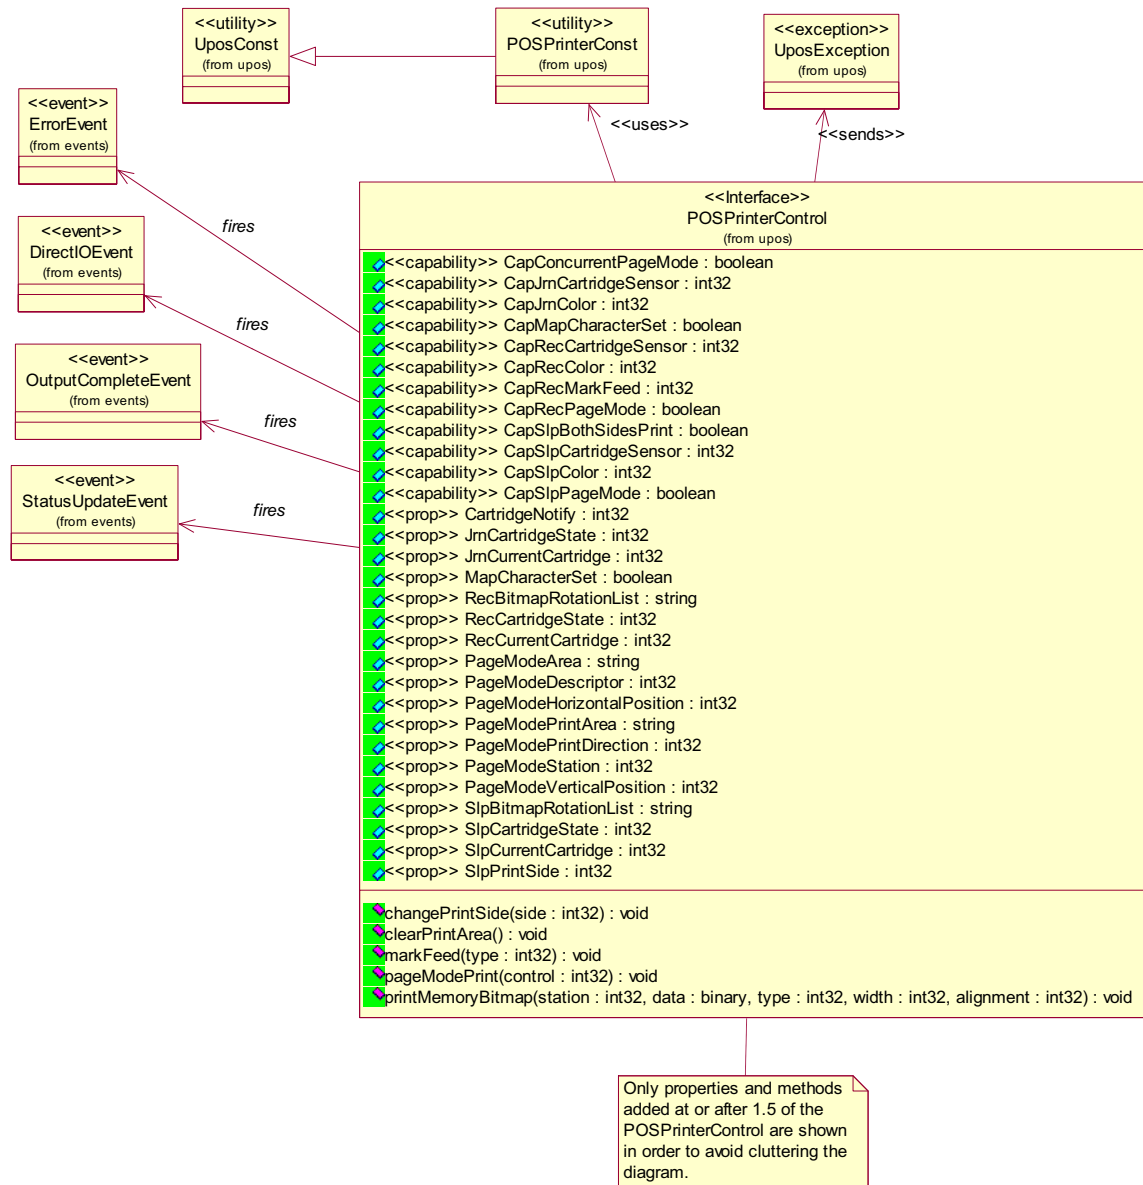 <<utility>>
UposConst
(from upos)
<<utility>>
POSPrinterConst
(from upos)
<<exception>>
UposException
(from upos)
<<uses>>
<<sends>>
<<event>>
ErrorEvent
(from events)
<<event>>
DirectIOEvent
(from events)
<<event>>
OutputCompleteEvent
(from events)
<<event>>
StatusUpdateEvent
(from events)
fires
fires
fires
fires
<<Interface>>
POSPrinterControl
(from upos)
<<capability>> CapConcurrentPageMode : boolean
<<capability>> CapJrnCartridgeSensor : int32
<<capability>> CapJrnColor : int32
<<capability>> CapMapCharacterSet : boolean
<<capability>> CapRecCartridgeSensor : int32
<<capability>> CapRecColor : int32
<<capability>> CapRecMarkFeed : int32
<<capability>> CapRecPageMode : boolean
<<capability>> CapSlpBothSidesPrint : boolean
<<capability>> CapSlpCartridgeSensor : int32
<<capability>> CapSlpColor : int32
<<capability>> CapSlpPageMode : boolean
<<prop>> CartridgeNotify : int32
<<prop>> JrnCartridgeState : int32
<<prop>> JrnCurrentCartridge : int32
<<prop>> MapCharacterSet : boolean
<<prop>> RecBitmapRotationList : string
<<prop>> RecCartridgeState : int32
<<prop>> RecCurrentCartridge : int32
<<prop>> PageModeArea : string
<<prop>> PageModeDescriptor : int32
<<prop>> PageModeHorizontalPosition : int32
<<prop>> PageModePrintArea : string
<<prop>> PageModePrintDirection : int32
<<prop>> PageModeStation : int32
<<prop>> PageModeVerticalPosition : int32
<<prop>> SlpBitmapRotationList : string
<<prop>> SlpCartridgeState : int32
<<prop>> SlpCurrentCartridge : int32
<<prop>> SlpPrintSide : int32
changePrintSide(side : int32) : void
clearPrintArea() : void
markFeed(type : int32) : void
pageModePrint(control : int32) : void
printMemoryBitmap(station : int32, data : binary, type : int32, width : int32, alignment : int32) : void
Only properties and methods
added at or after 1.5 of the
POSPrinterControl are shown
in order to avoid cluttering the
diagram.